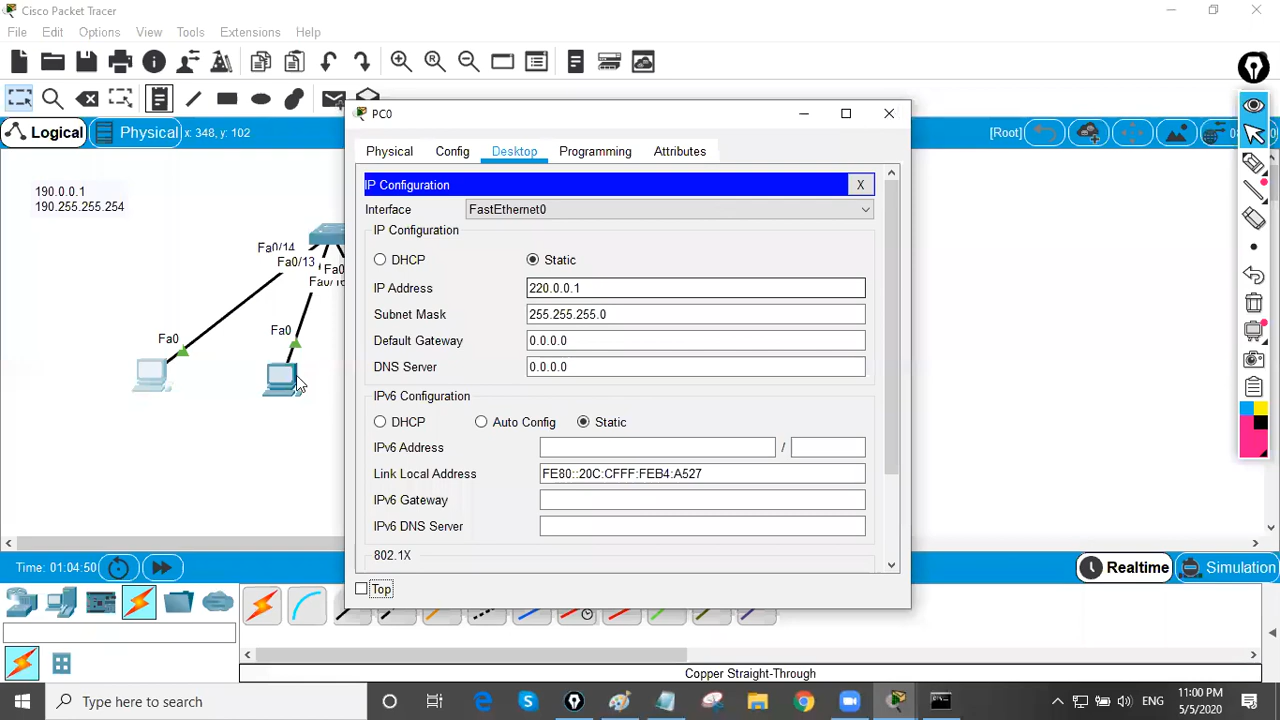 Cisco Packet Tracer
File Edit Options View Tools Extensions Help
Logical Physical x: 348, y: 102 [Root]
190.0.0.1
190.255.255.254
Fa0/14
Fa0/13
Fa0
Fa0
Fa0
PC0
Physical Config Desktop Programming Attributes
IP Configuration X
Interface FastEthernet0
IP Configuration
DHCP Static
IP Address 220.0.0.1
Subnet Mask 255.255.255.0
Default Gateway 0.0.0.0
DNS Server 0.0.0.0
IPv6 Configuration
DHCP Auto Config Static
IPv6 Address /
Link Local Address FE80::20C:CFFF:FEB4:A527
IPv6 Gateway
IPv6 DNS Server
802.1X
Top
Time: 01:04:50 Realtime Simulation
Copper Straight-Through
Type here to search
ENG 11:00 PM
5/5/2020